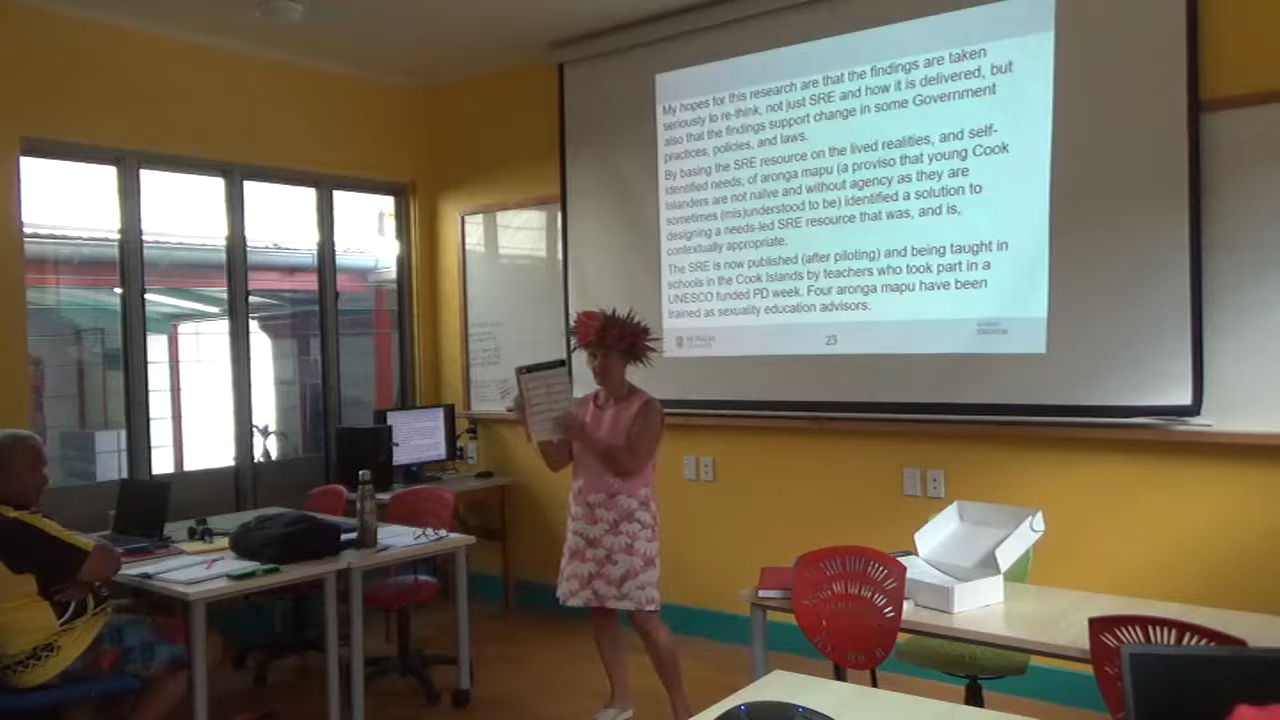 My hopes for this research are that the findings are taken
seriously to re-think, not just SRE and how it is delivered, but
also that the findings support change in some Government
practices, policies, and laws.
By basing the SRE resource on the lived realities, and self-
identified needs, of aronga mapu (a proviso that young Cook
Islanders are not naïve and without agency as they are
sometimes (mis)understood to be) identified a solution to
designing a needs-led SRE resource that was, and is,
contextually appropriate.
The SRE is now published (after piloting) and being taught in
schools in the Cook Islands by teachers who took part in a
UNESCO funded PD week. Four aronga mapu have been
trained as sexuality education advisors.
23
EDUCATION